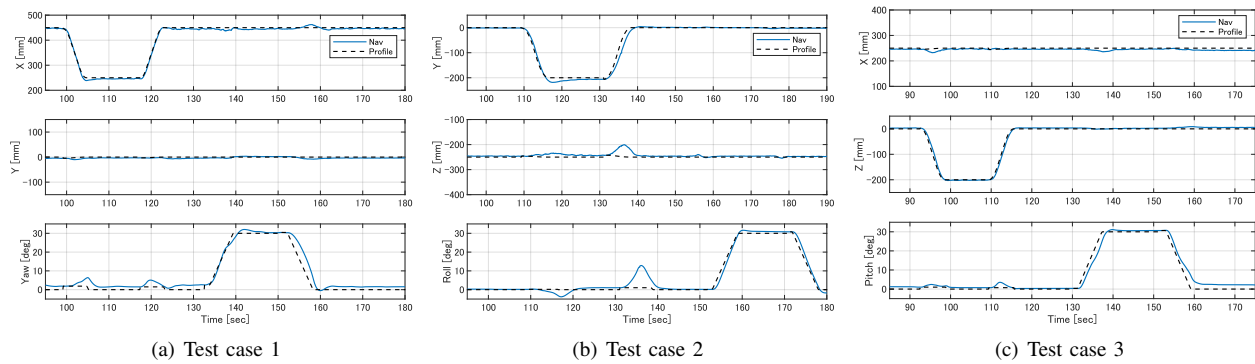 500
400
300
200
X [mm]
Nav
Profile
100 110 120 130 140 150 160 170 180
100
0
-100
Y [mm]
100 110 120 130 140 150 160 170 180
30
20
10
0
Yaw [deg]
100 110 120 130 140 150 160 170 180
Time [sec]
(a) Test case 1
100
0
-100
-200
-300
Y [mm]
Nav
Profile
100 110 120 130 140 150 160 170 180 190
-100
-200
-300
-400
Z [mm]
100 110 120 130 140 150 160 170 180 190
30
20
10
0
Roll [deg]
100 110 120 130 140 150 160 170 180 190
Time [sec]
(b) Test case 2
400
300
200
100
X [mm]
Nav
Profile
90 100 110 120 130 140 150 160 170
0
-100
-200
Z [mm]
90 100 110 120 130 140 150 160 170
30
20
10
0
Pitch [deg]
90 100 110 120 130 140 150 160 170
Time [sec]
(c) Test case 3